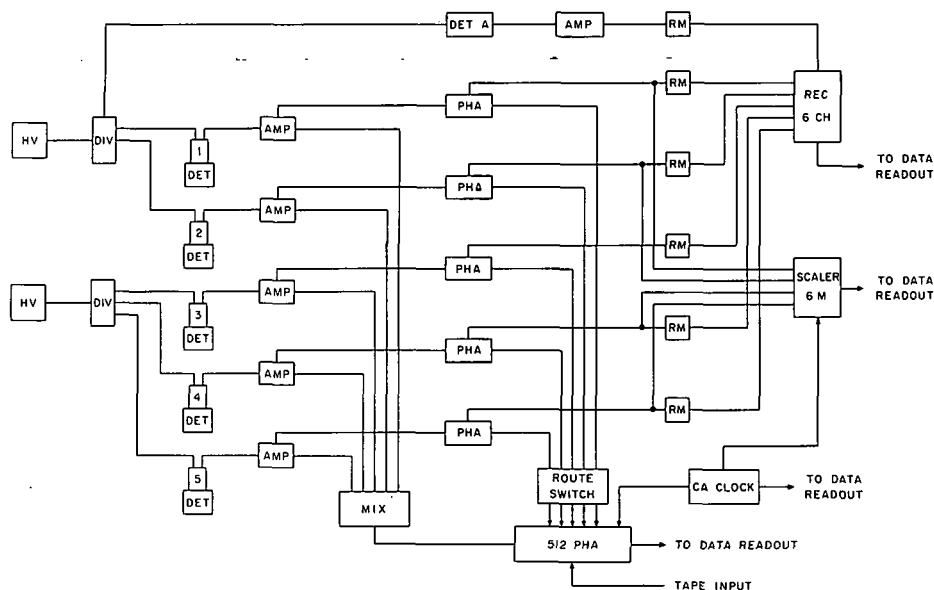 DET A
AMP
RM
HV
DIV
1
DET
AMP
PHA
RM
REC
6 CH
TO DATA
READOUT
2
DET
AMP
PHA
RM
HV
DIV
3
DET
AMP
PHA
RM
SCALER
6 M
TO DATA
READOUT
4
DET
AMP
PHA
RM
5
DET
AMP
PHA
RM
MIX
ROUTE
SWITCH
CA CLOCK
TO DATA
READOUT
512 PHA
TO DATA READOUT
TAPE INPUT